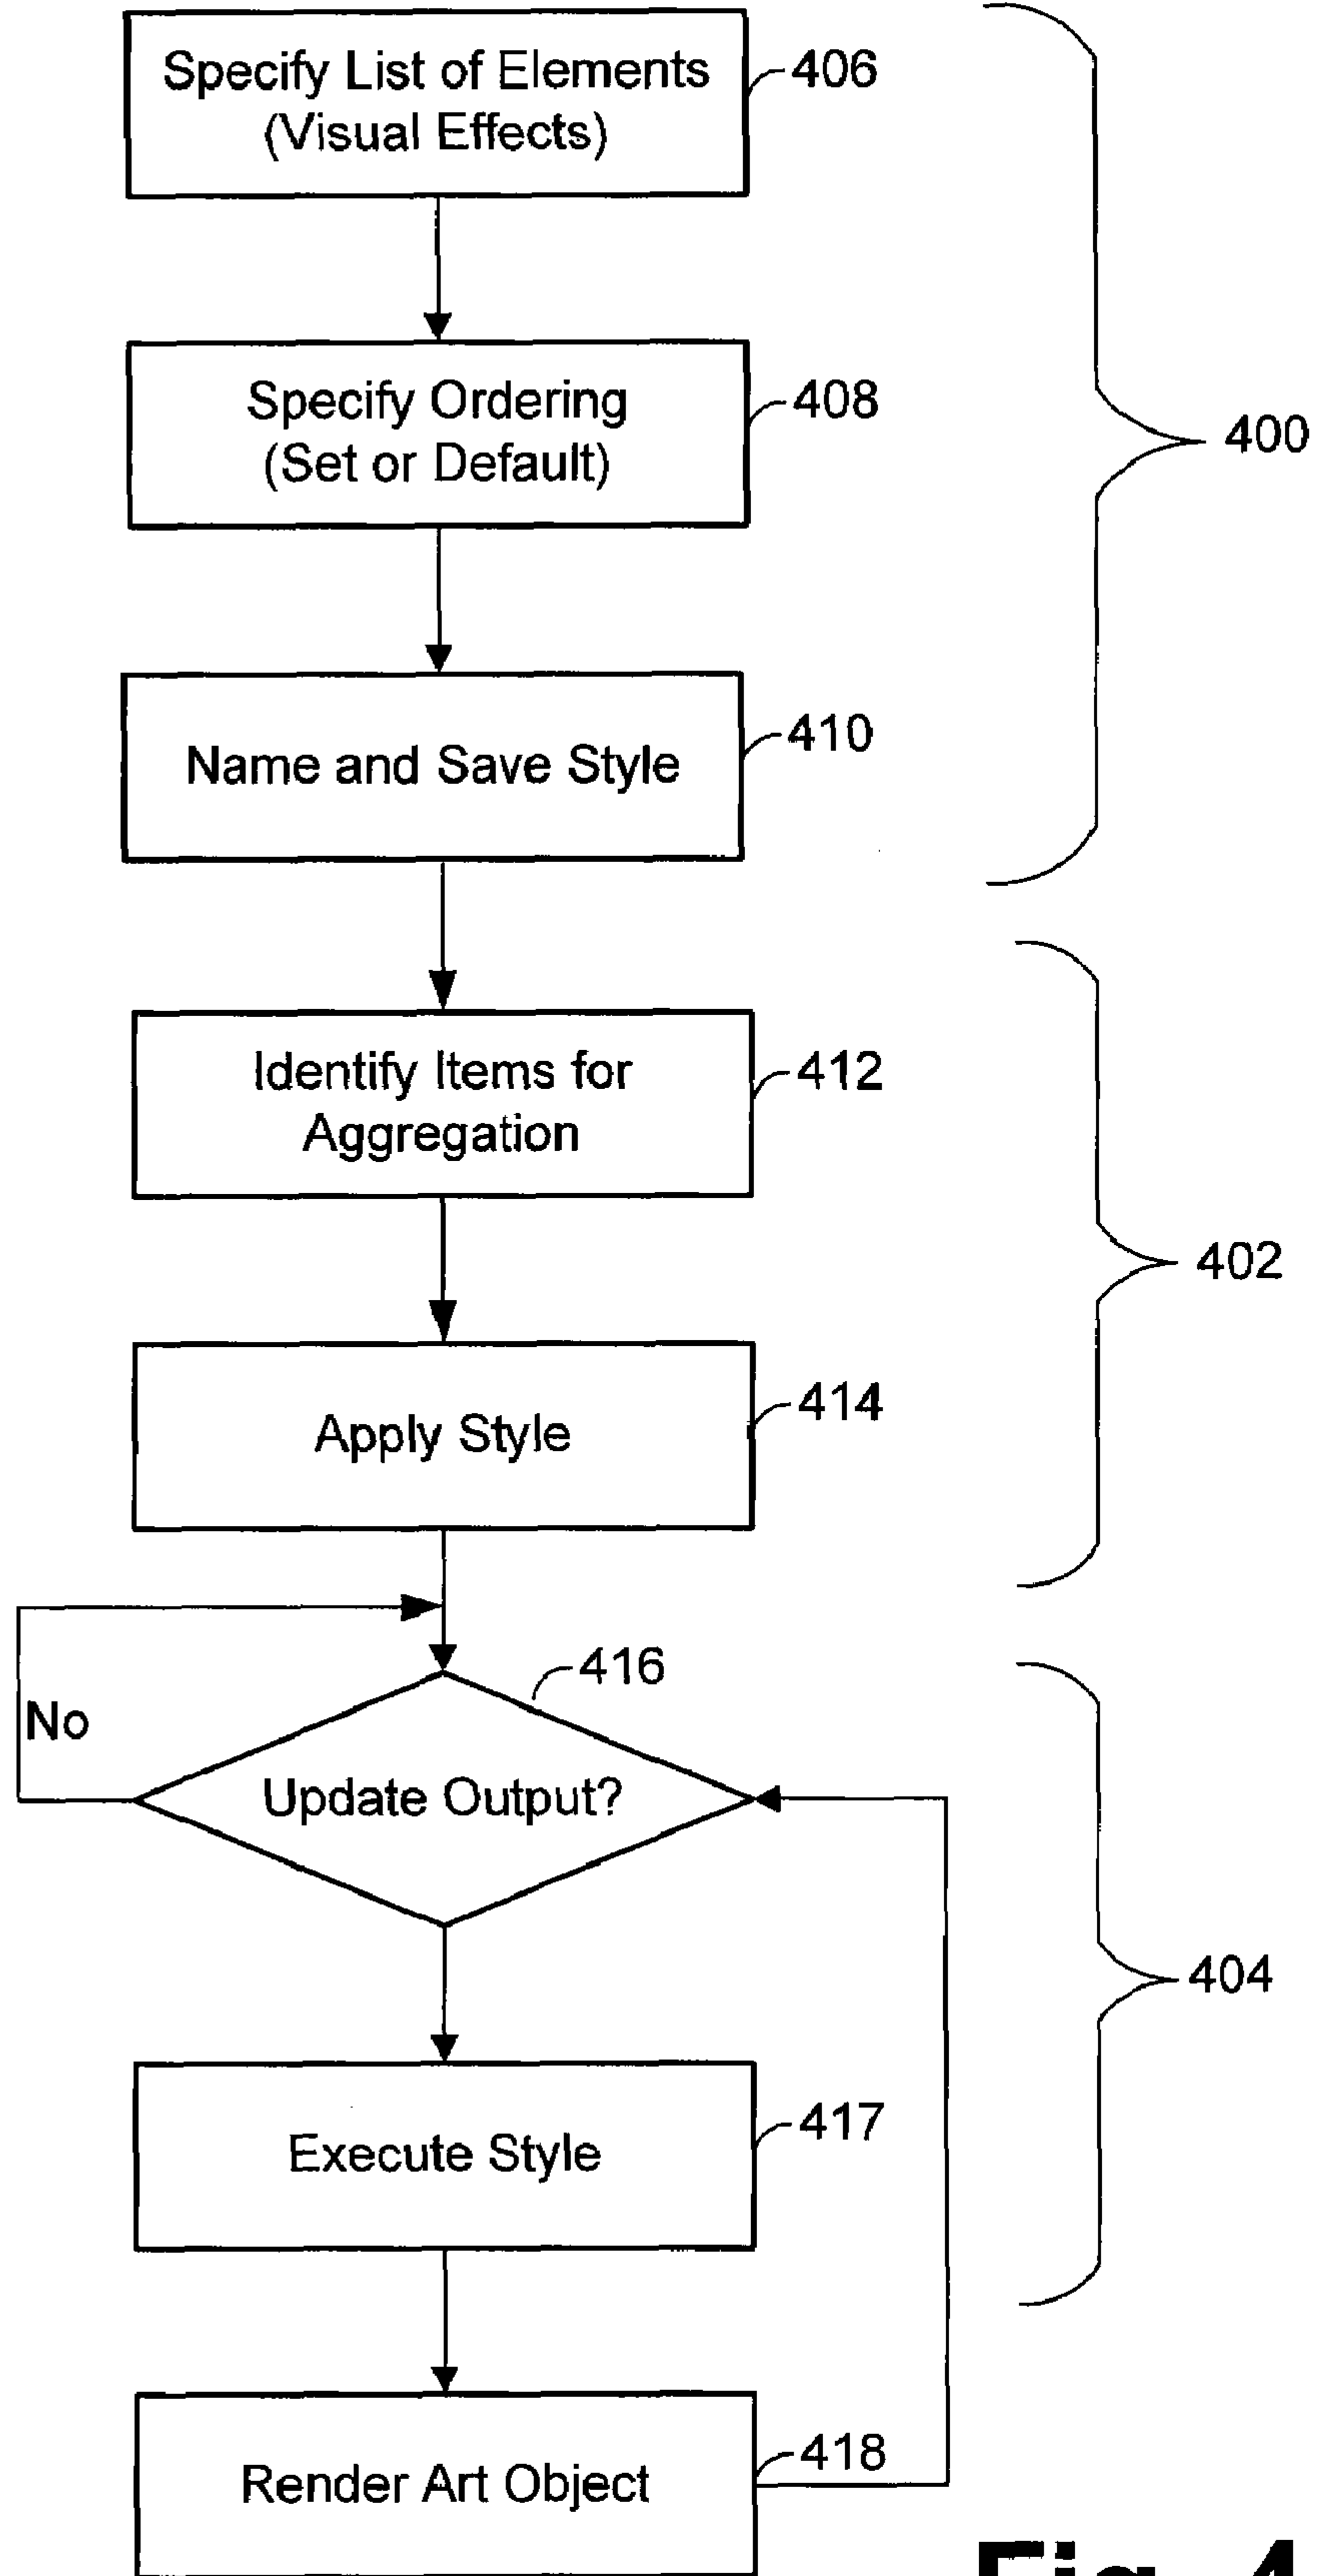 Specify List of Elements
(Visual Effects)
406
Specify Ordering
(Set or Default)
408
400
Name and Save Style
410
Identify Items for
Aggregation
412
402
Apply Style
414
416
No
Update Output?
404
Execute Style
417
Render Art Object
418
Fig. 4